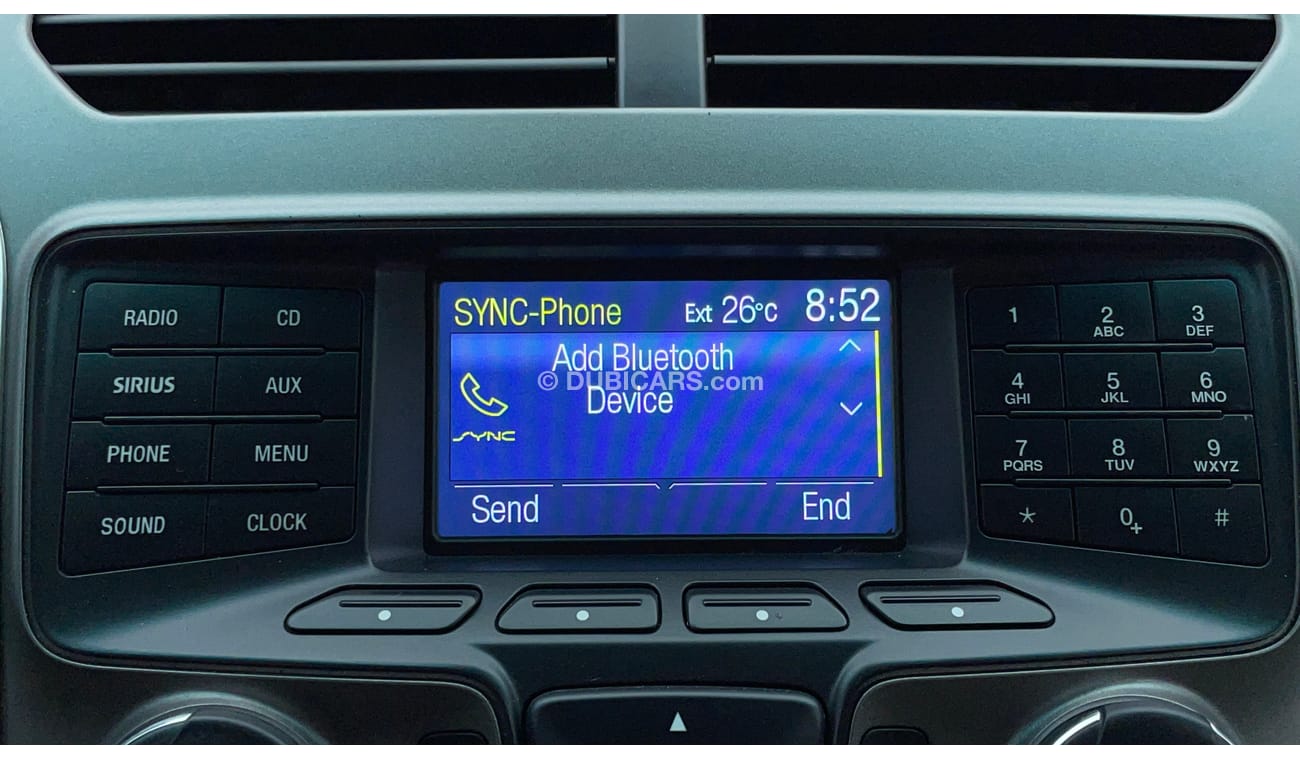 SYNC-Phone Ext 26°C 8:52
Add Bluetooth
© DUBICARS.com
Device
SYNC
Send End
RADIO CD
SIRIUS AUX
PHONE MENU
SOUND CLOCK
1 2 ABC 3 DEF
4 GHI 5 JKL 6 MNO
7 PQRS 8 TUV 9 WXYZ
* 0+ #